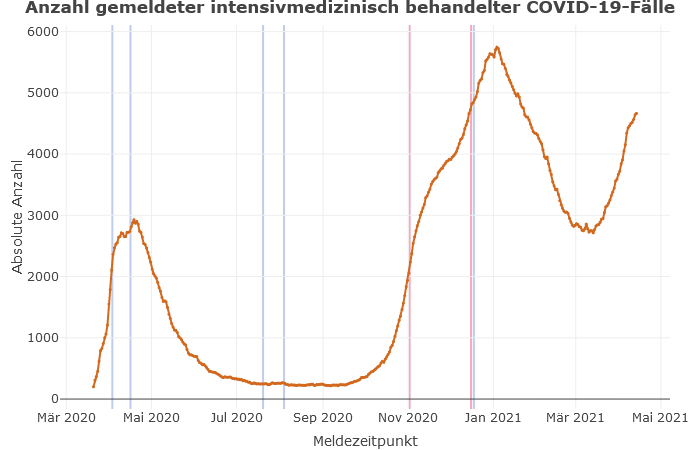 Anzahl gemeldeter intensivmedizinisch behandelter COVID-19-Fälle
6000
5000
4000
3000
2000
1000
0
Absolute Anzahl
Mär 2020 Mai 2020 Jul 2020 Sep 2020 Nov 2020 Jan 2021 Mär 2021 Mai 2021
Meldezeitpunkt